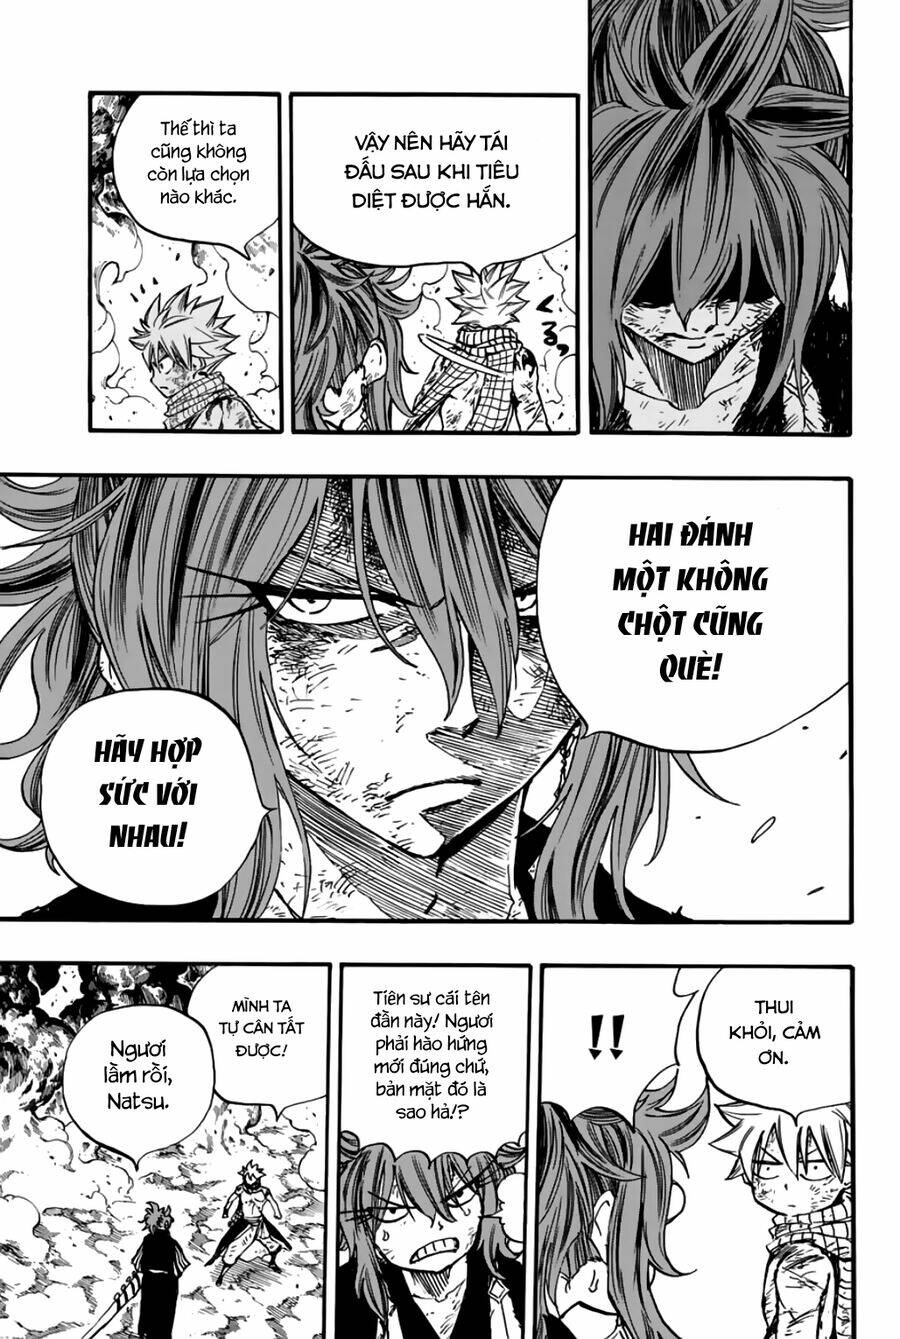 VẬY NÊN HÃY TÁI
ĐẤU SAU KHI TIÊU
DIỆT ĐƯỢC HẮN.
Thế thì ta
cũng không
còn lựa chọn
nào khác.
くるっ
HAI ĐÁNH
MỘT KHÔNG
CHỘT CŨNG
QUÈ!
HÃY HỢP
SỨC VỚI
NHAU!
THUI
KHỎI, CẢM
ƠN.
!!
Tiên sư cái tên
đần này! Ngươi
phải hào hứng
mới đúng chứ,
bản mặt đó là
sao hả!?
MÌNH TA
TỰ CÂN TẤT
ĐƯỢC!
Ngươi
lầm rồi,
Natsu.